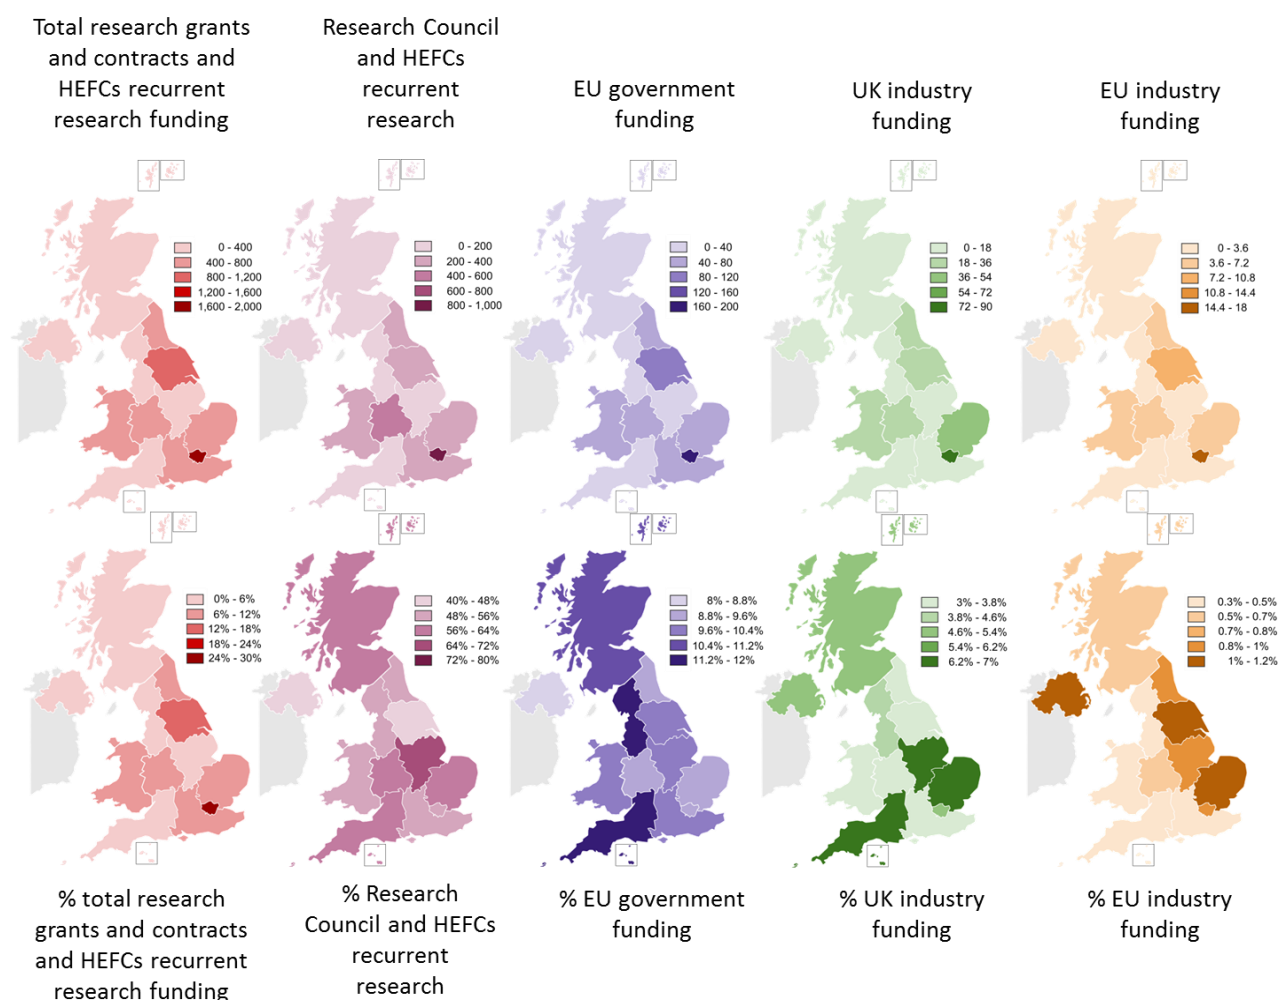 Total research grants
and contracts and
HEFCs recurrent
research funding
Research Council
and HEFCs
recurrent
research
EU government
funding
UK industry
funding
EU industry
funding
0 - 400
400 - 800
800 - 1,200
1,200 - 1,600
1,600 - 2,000
0 - 200
200 - 400
400 - 600
600 - 800
800 - 1,000
0 - 40
40 - 80
80 - 120
120 - 160
160 - 200
0 - 18
18 - 36
36 - 54
54 - 72
72 - 90
0 - 3.6
3.6 - 7.2
7.2 - 10.8
10.8 - 14.4
14.4 - 18
0% - 6%
6% - 12%
12% - 18%
18% - 24%
24% - 30%
40% - 48%
48% - 56%
56% - 64%
64% - 72%
72% - 80%
8% - 8.8%
8.8% - 9.6%
9.6% - 10.4%
10.4% - 11.2%
11.2% - 12%
3% - 3.8%
3.8% - 4.6%
4.6% - 5.4%
5.4% - 6.2%
6.2% - 7%
0.3% - 0.5%
0.5% - 0.7%
0.7% - 0.8%
0.8% - 1%
1% - 1.2%
% total research
grants and contracts
and HEFCs recurrent
research funding
% Research
Council and HEFCs
recurrent
research
% EU government
funding
% UK industry
funding
% EU industry
funding